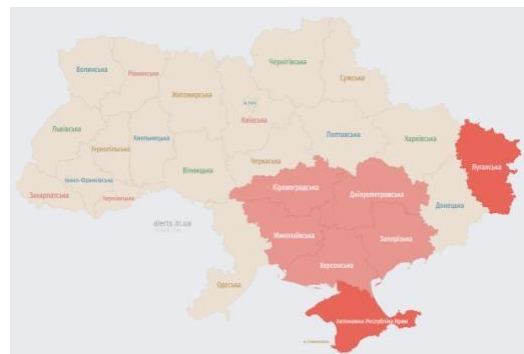 Чернігівська
Волинська
Рівненська
Сумська
Житомирська
Київська
Львівська
Хмельницька
Полтавська
Харківська
Тернопільська
Черкаська
Луганська
Вінницька
Івано-Франківська
Кіровоградська
Дніпропетровська
Закарпатська
Чернівецька
Донецька
alerts.in.ua
Миколаївська
Запорізька
Херсонська
Одеська
Автономна Республіка Крим